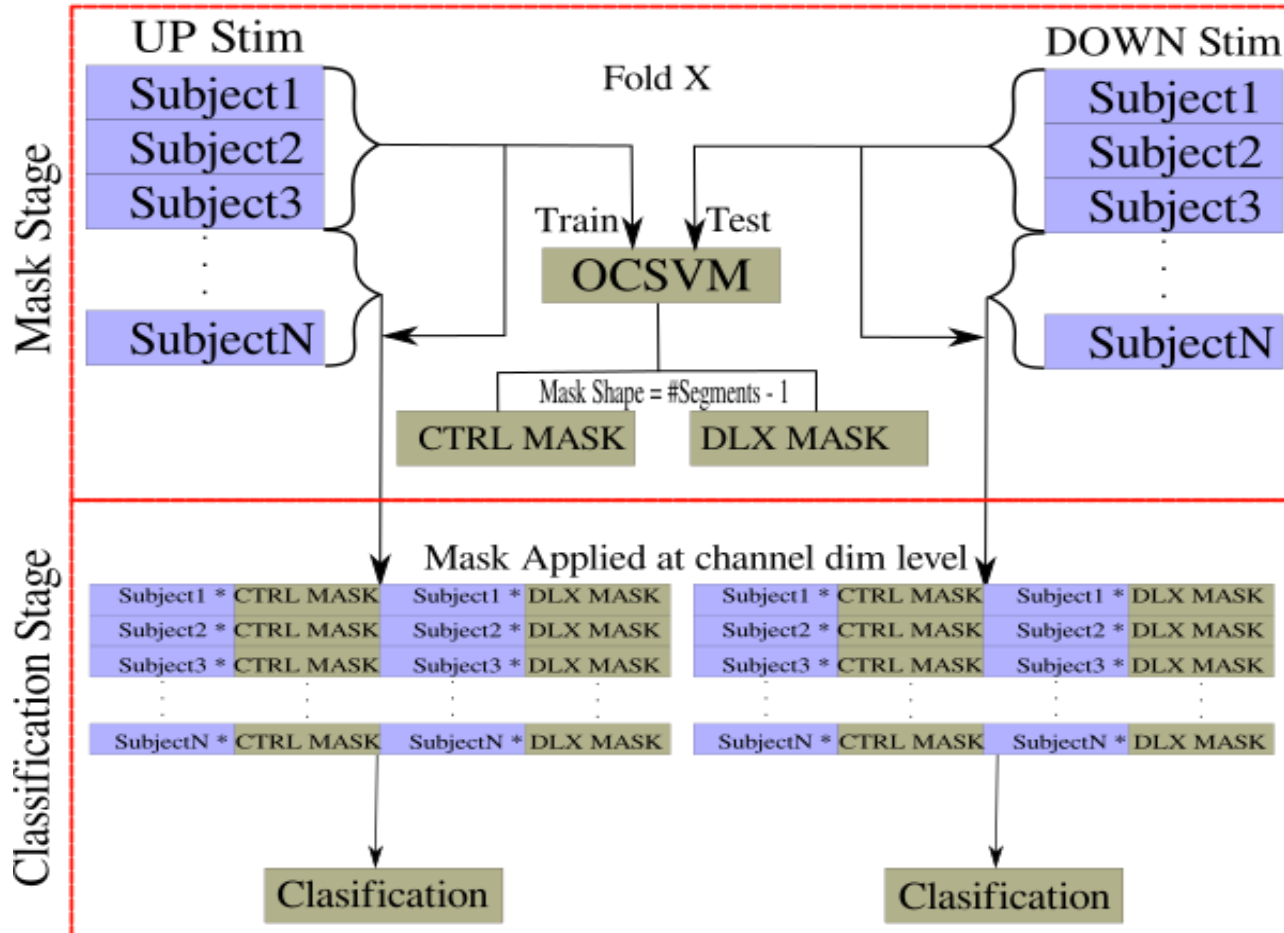 UP Stim
DOWN Stim
Fold X
Subject1
Subject2
Subject3
SubjectN
Subject1
Subject2
Subject3
SubjectN
Train
Test
OCSVM
Mask Shape = #Segments - 1
CTRL MASK
DLX MASK
Mask Stage
Mask Applied at channel dim level
Subject1 * CTRL MASK Subject1 * DLX MASK
Subject2 * CTRL MASK Subject2 * DLX MASK
Subject3 * CTRL MASK Subject3 * DLX MASK
SubjectN * CTRL MASK SubjectN * DLX MASK
Subject1 * CTRL MASK Subject1 * DLX MASK
Subject2 * CTRL MASK Subject2 * DLX MASK
Subject3 * CTRL MASK Subject3 * DLX MASK
SubjectN * CTRL MASK SubjectN * DLX MASK
Clasification
Clasification
Classification Stage